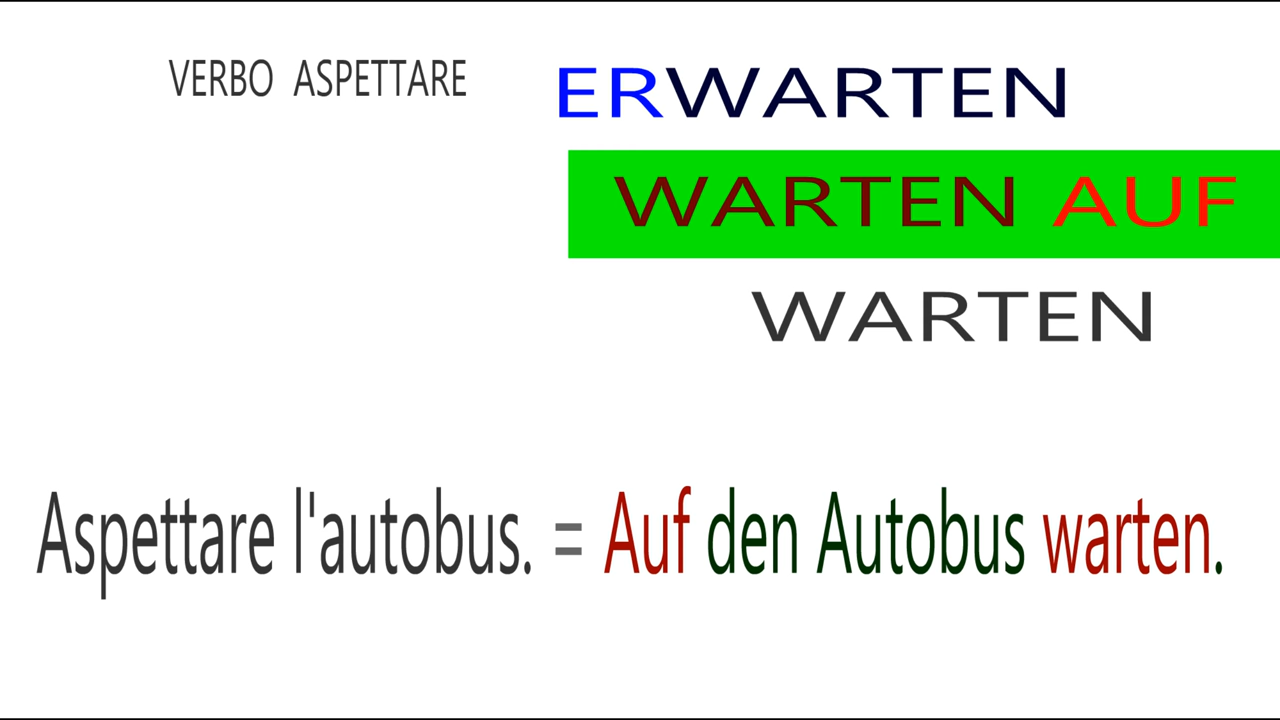 VERBO ASPETTARE
ERWARTEN
WARTEN AUF
WARTEN
Aspettare l'autobus. = Auf den Autobus warten.